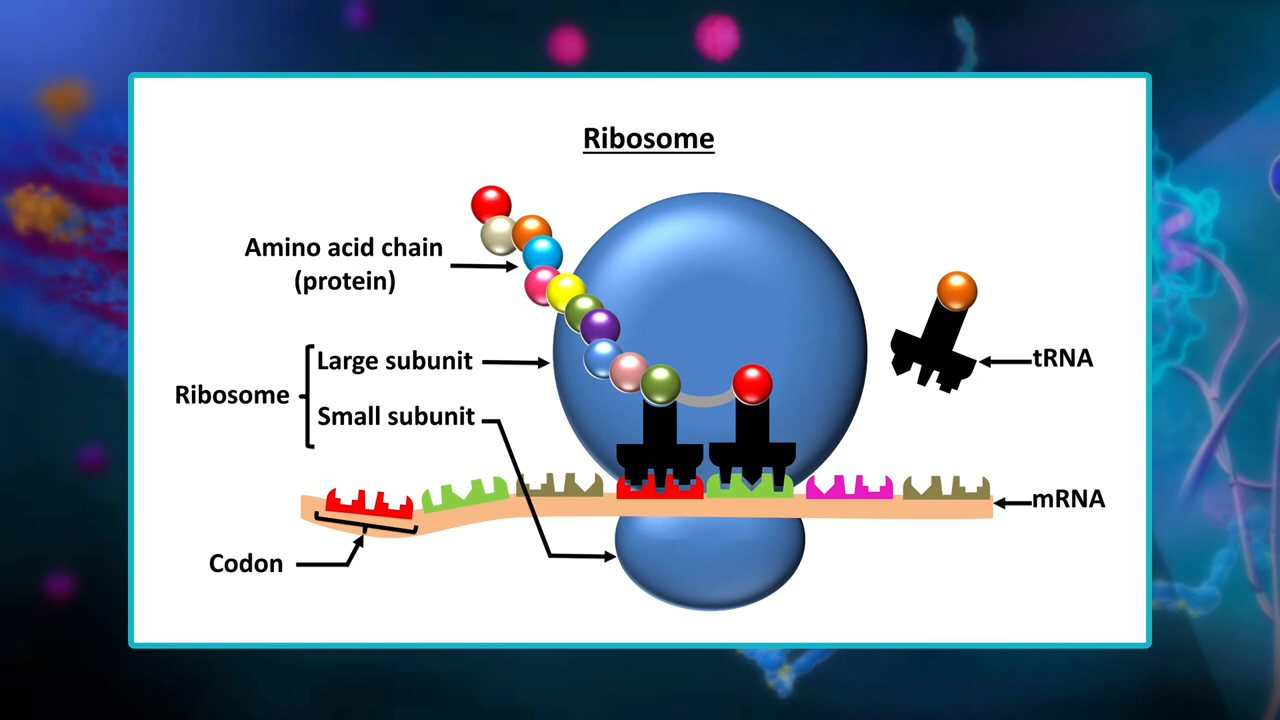 Ribosome
Amino acid chain
(protein)
Large subunit
Ribosome
Small subunit
tRNA
mRNA
Codon